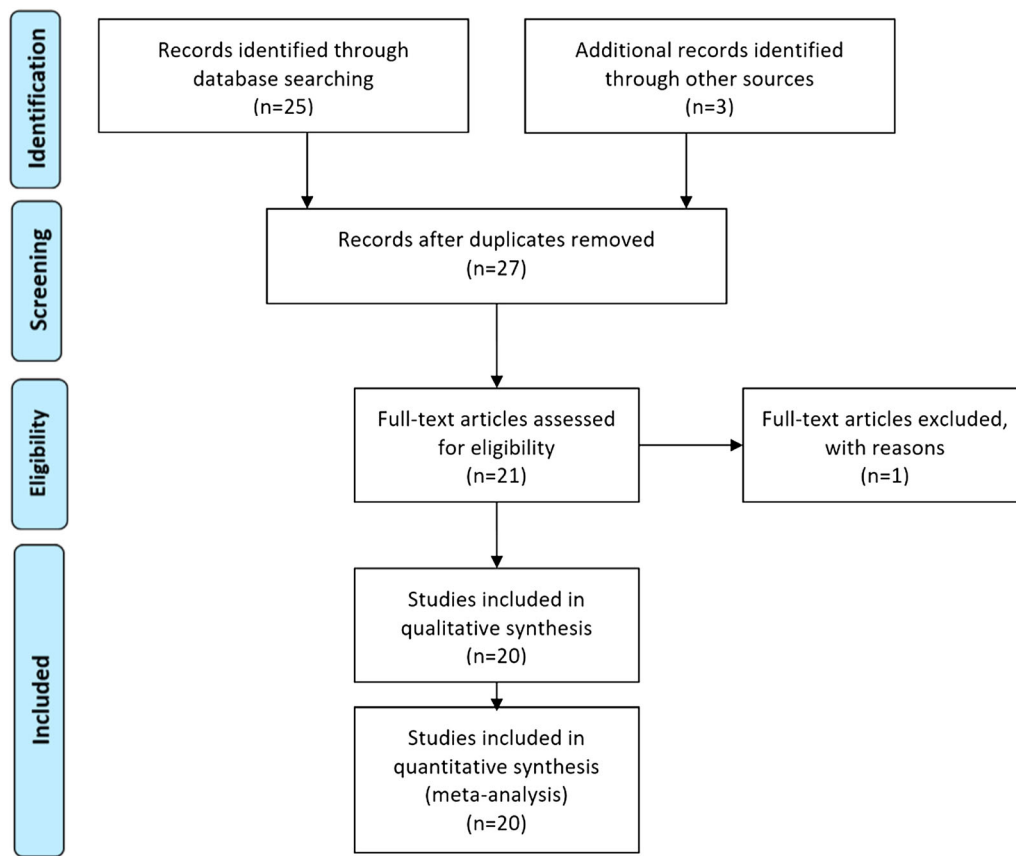 Identification
Records identified through
database searching
(n=25)
Additional records identified
through other sources
(n=3)
Screening
Records after duplicates removed
(n=27)
Eligibility
Full-text articles assessed
for eligibility
(n=21)
Full-text articles excluded,
with reasons
(n=1)
Included
Studies included in
qualitative synthesis
(n=20)
Studies included in
quantitative synthesis
(meta-analysis)
(n=20)